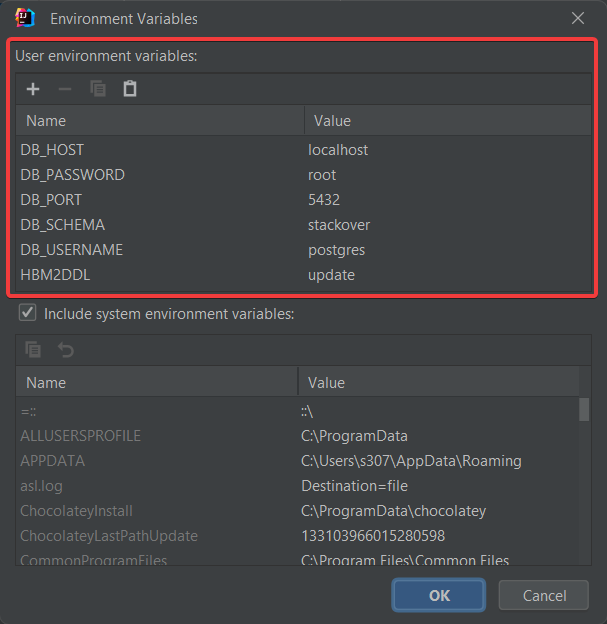 IJ
Environment Variables
User environment variables:
Name Value
DB_HOST localhost
DB_PASSWORD root
DB_PORT 5432
DB_SCHEMA stackover
DB_USERNAME postgres
HBM2DDL update
Include system environment variables:
Name Value
=:: ::\
ALLUSERSPROFILE C:\ProgramData
APPDATA C:\Users\s307\AppData\Roaming
asl.log Destination=file
ChocolateyInstall C:\ProgramData\chocolatey
ChocolateyLastPathUpdate 133103966015280598
CommonProgramFiles C:\Program Files\Common Files
OK Cancel